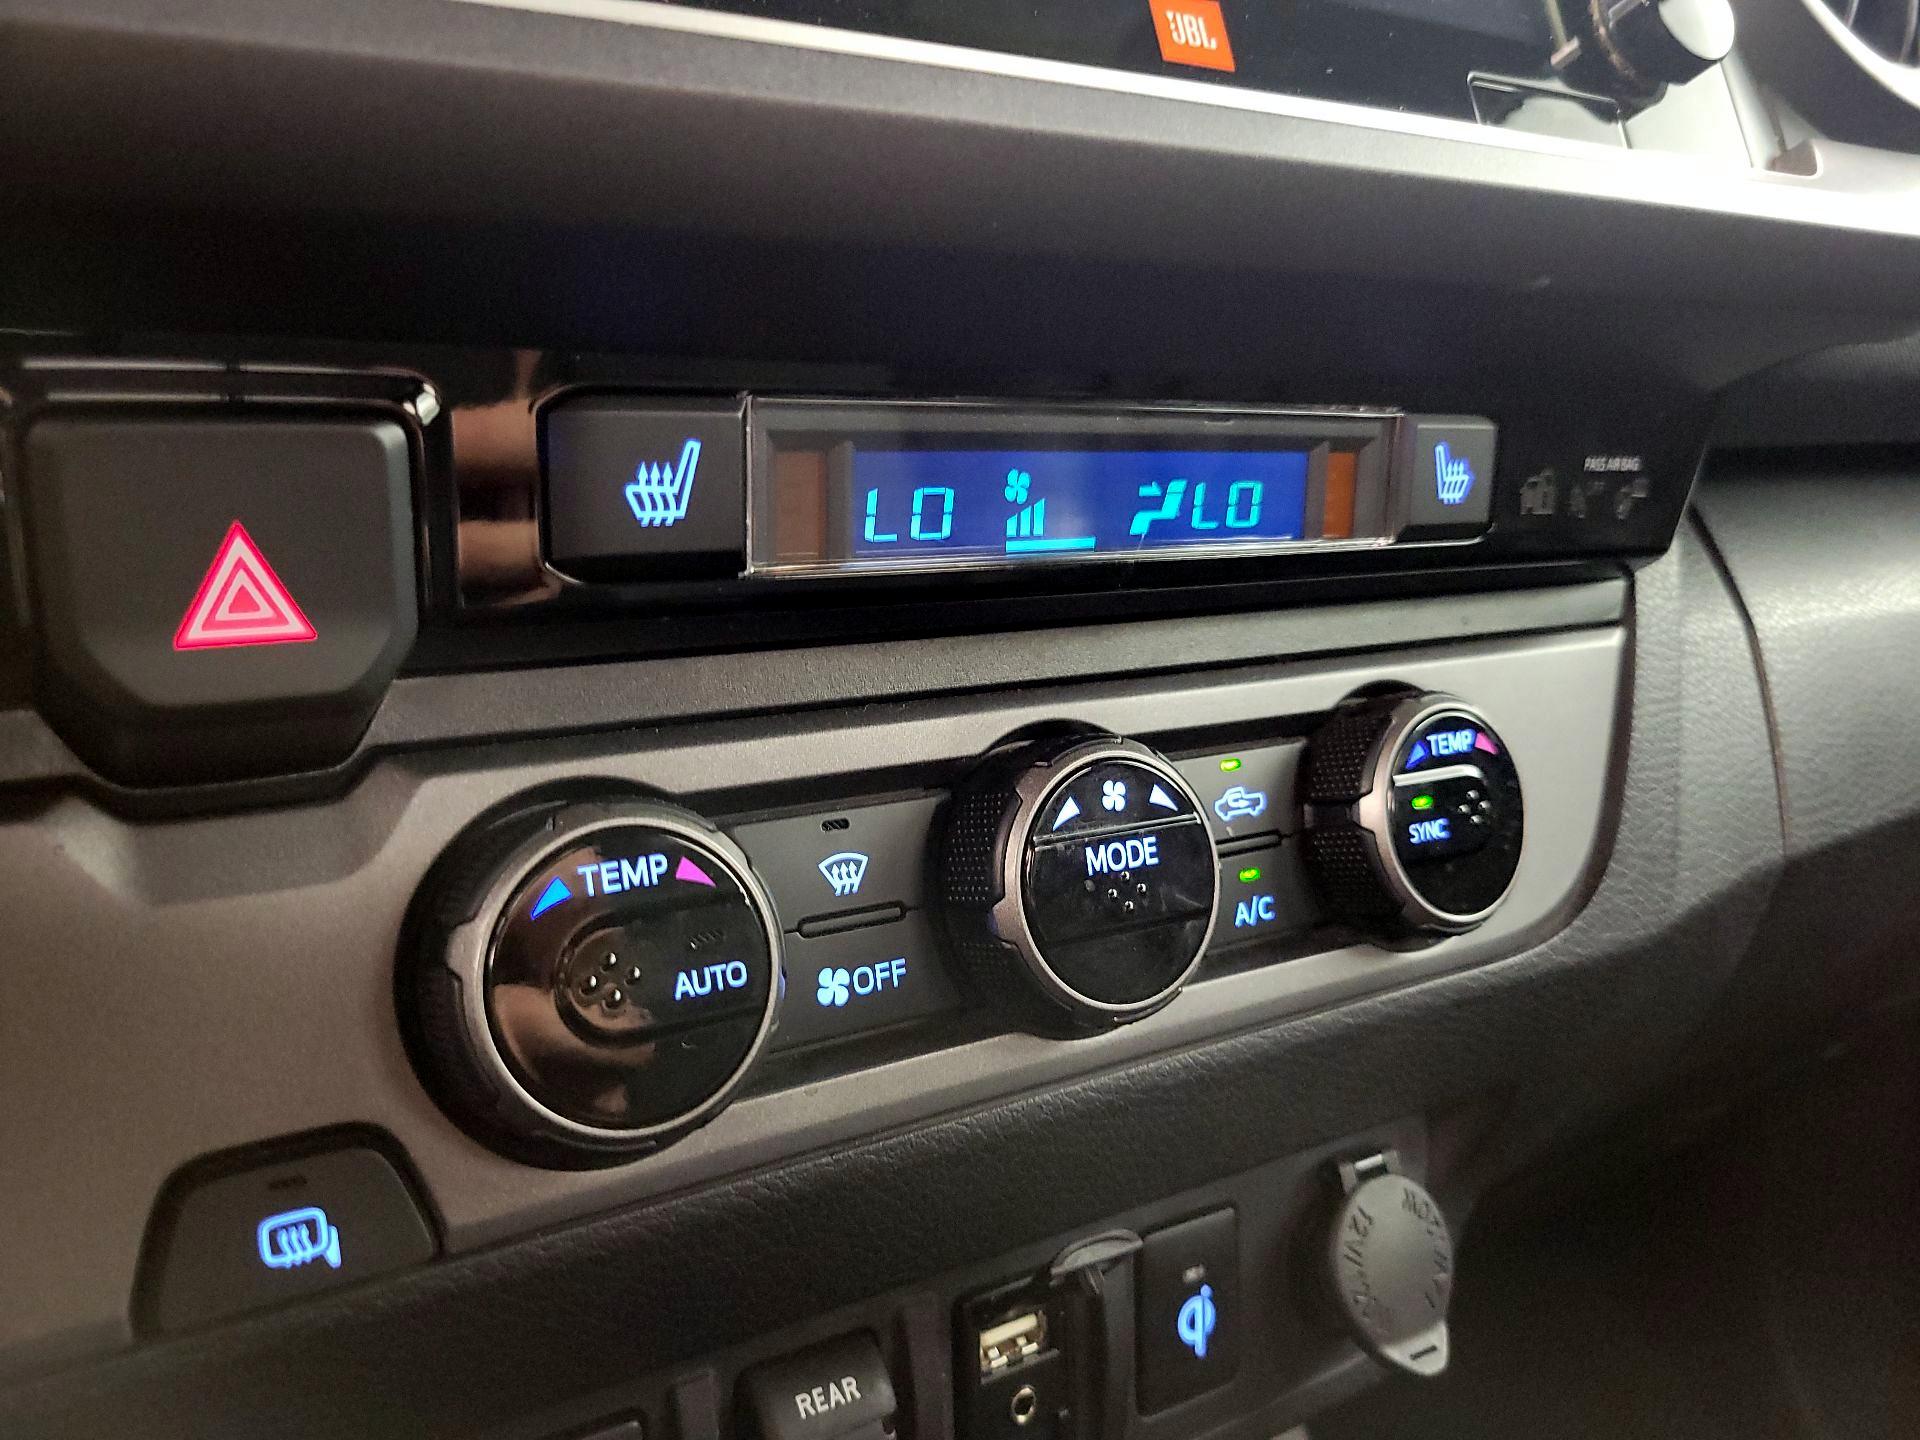 JBL
LO LO
PASS AIR BAG
TEMP
SYNC
MODE
A/C
TEMP
AUTO
OFF
REAR